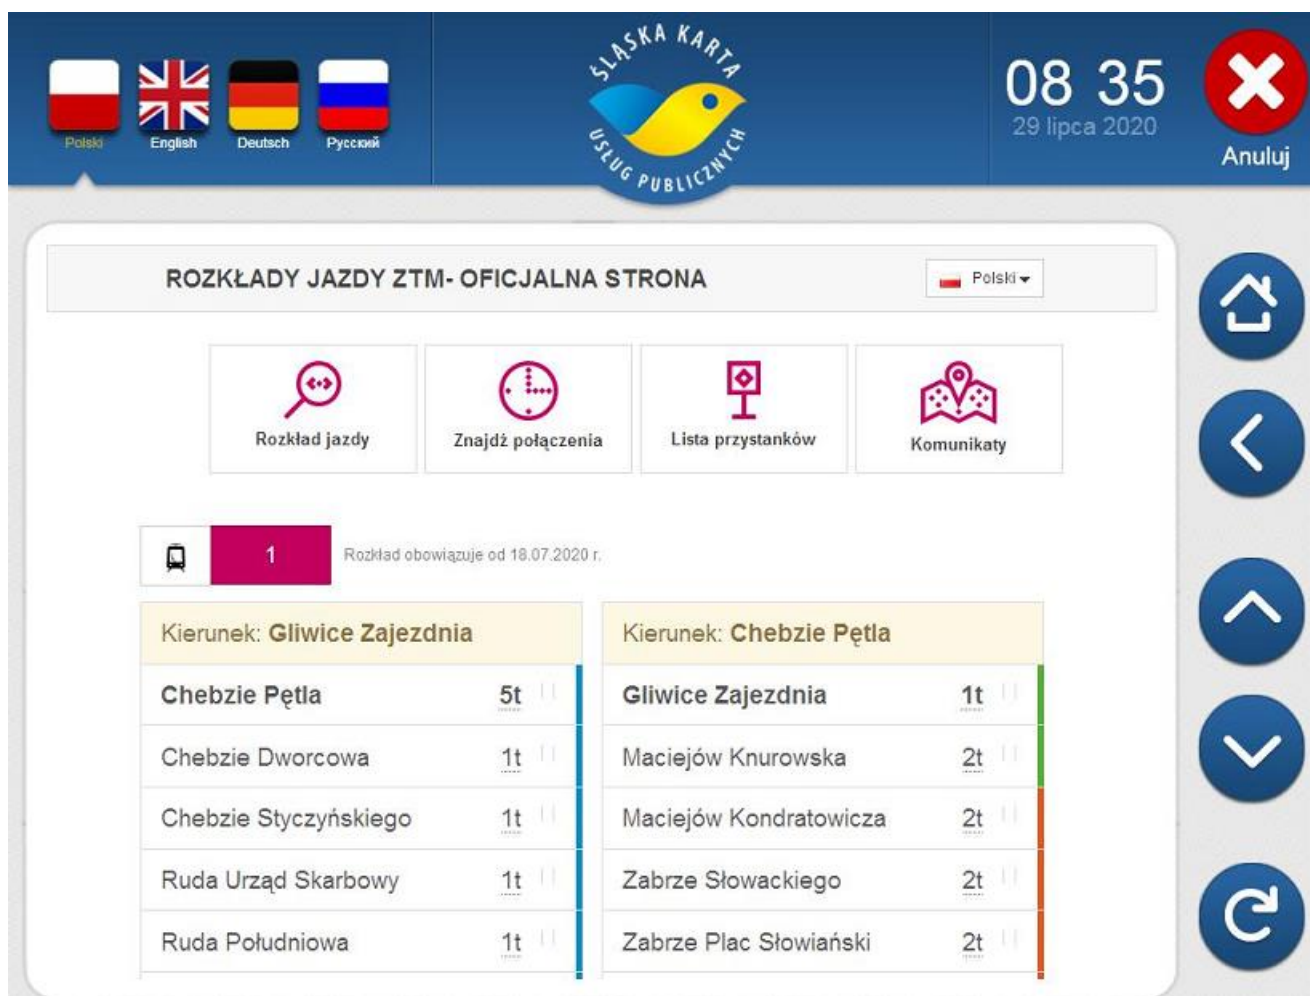 Polski
English
Deutsch
Русский
ŚLĄSKA KARTA
USŁUG PUBLICZNYCH
08 35
29 lipca 2020
Anuluj
ROZKŁADY JAZDY ZTM- OFICJALNA STRONA
Polski
Rozkład jazdy
Znajdź połączenia
Lista przystanków
Komunikaty
1
Rozkład obowiązuje od 18.07.2020 r.
Kierunek: Gliwice Zajezdnia
Chebzie Pętla 5t
Chebzie Dworcowa 1t
Chebzie Styczyńskiego 1t
Ruda Urząd Skarbowy 1t
Ruda Południowa 1t
Kierunek: Chebzie Pętla
Gliwice Zajezdnia 1t
Maciejów Knurowska 2t
Maciejów Kondratowicza 2t
Zabrze Słowackiego 2t
Zabrze Plac Słowiański 2t